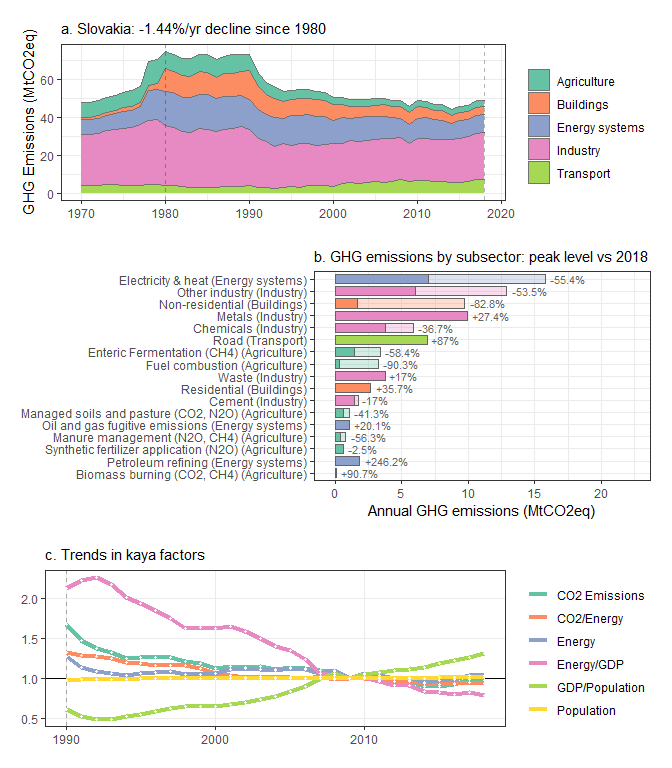 a. Slovakia: -1.44%/yr decline since 1980
GHG Emissions (MtCO2eq)
60
40
20
0
1970
1980
1990
2000
2010
2020
Agriculture
Buildings
Energy systems
Industry
Transport
b. GHG emissions by subsector: peak level vs 2018
Electricity & heat (Energy systems) -55.4%
Other industry (Industry) -53.5%
Non-residential (Buildings) -82.8%
Metals (Industry) +27.4%
Chemicals (Industry) -36.7%
Road (Transport) +87%
Enteric Fermentation (CH4) (Agriculture) -58.4%
Fuel combustion (Agriculture) -90.3%
Waste (Industry) +17%
Residential (Buildings) +35.7%
Cement (Industry) -17%
Managed soils and pasture (CO2, N2O) (Agriculture) -41.3%
Oil and gas fugitive emissions (Energy systems) +20.1%
Manure management (N2O, CH4) (Agriculture) -56.3%
Synthetic fertilizer application (N2O) (Agriculture) -2.5%
Petroleum refining (Energy systems) +246.2%
Biomass burning (CO2, CH4) (Agriculture) +90.7%
0
5
10
15
20
Annual GHG emissions (MtCO2eq)
c. Trends in kaya factors
2.0
1.5
1.0
0.5
1990
2000
2010
CO2 Emissions
CO2/Energy
Energy
Energy/GDP
GDP/Population
Population